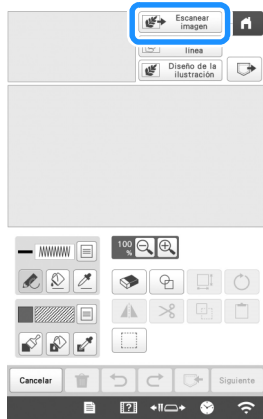 Escanear
imagen
línea
Diseño de la
ilustración
100
%
Cancelar
Siguiente